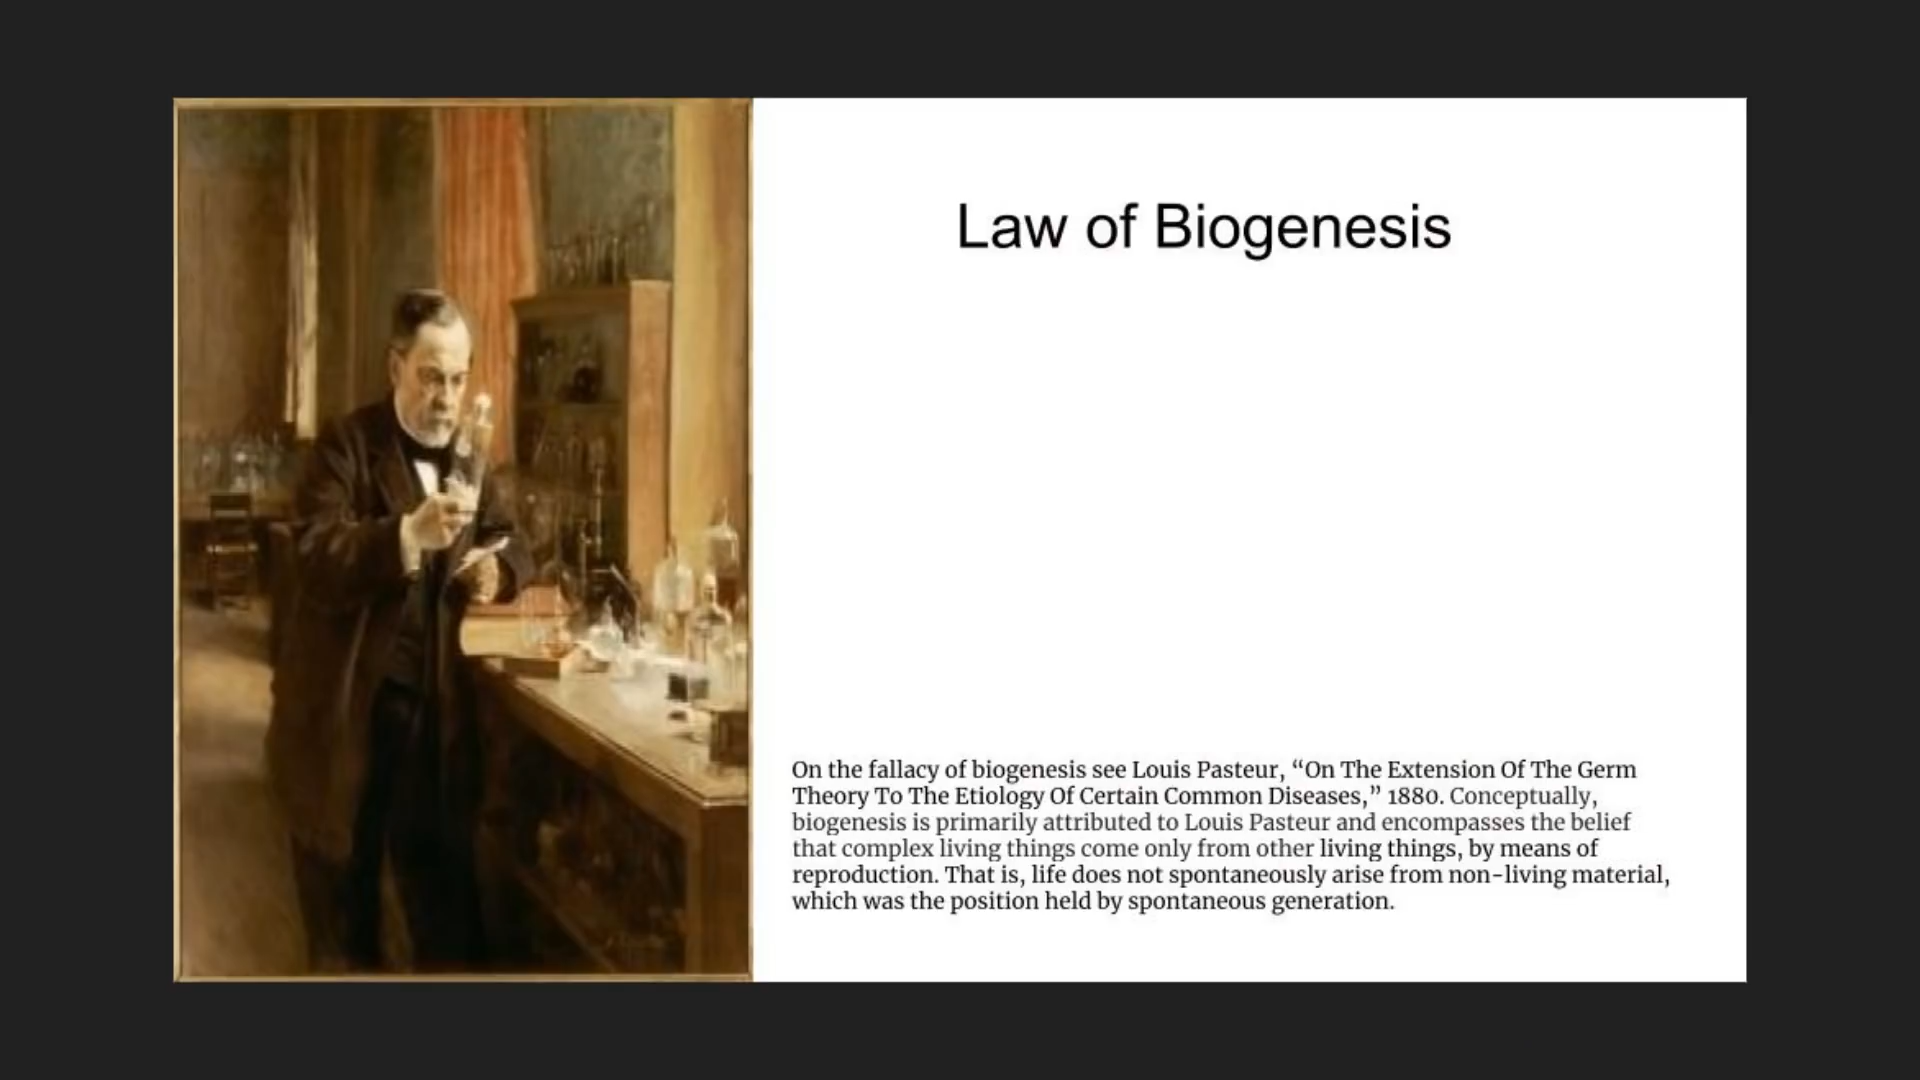 Law of Biogenesis
On the fallacy of biogenesis see Louis Pasteur, “On The Extension Of The Germ
Theory To The Etiology Of Certain Common Diseases,” 1880. Conceptually,
biogenesis is primarily attributed to Louis Pasteur and encompasses the belief
that complex living things come only from other living things, by means of
reproduction. That is, life does not spontaneously arise from non-living material,
which was the position held by spontaneous generation.